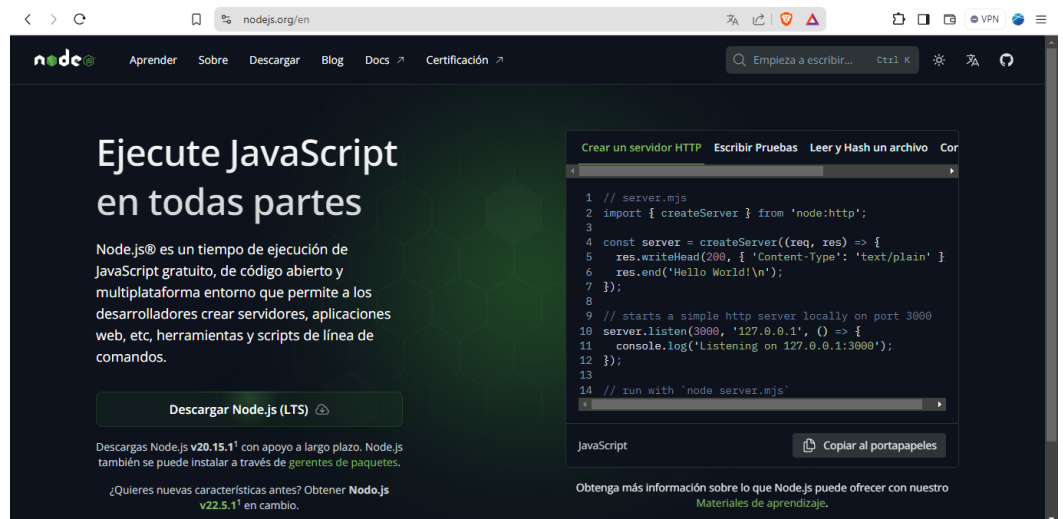 nodejs.org/en
VPN
node
Aprender Sobre Descargar Blog Docs ↗ Certificación ↗
Empieza a escribir... Ctrl K
Ejecute JavaScript
en todas partes
Node.js® es un tiempo de ejecución de
JavaScript gratuito, de código abierto y
multiplataforma entorno que permite a los
desarrolladores crear servidores, aplicaciones
web, etc, herramientas y scripts de línea de
comandos.
Descargar Node.js (LTS)
Descargas Node.js v20.15.1¹ con apoyo a largo plazo. Node.js
también se puede instalar a través de gerentes de paquetes.
¿Quieres nuevas características antes? Obtener Nodo.js
v22.5.1¹ en cambio.
Crear un servidor HTTP Escribir Pruebas Leer y Hash un archivo Cor
1 // server.mjs
2 import { createServer } from 'node:http';
3
4 const server = createServer((req, res) => {
5 res.writeHead(200, { 'Content-Type': 'text/plain' }
6 res.end('Hello World!\n');
7 });
8
9 // starts a simple http server locally on port 3000
10 server.listen(3000, '127.0.0.1', () => {
11 console.log('Listening on 127.0.0.1:3000');
12 });
13
14 // run with `node server.mjs`
JavaScript
Copiar al portapapeles
Obtenga más información sobre lo que Node.js puede ofrecer con nuestro
Materiales de aprendizaje.